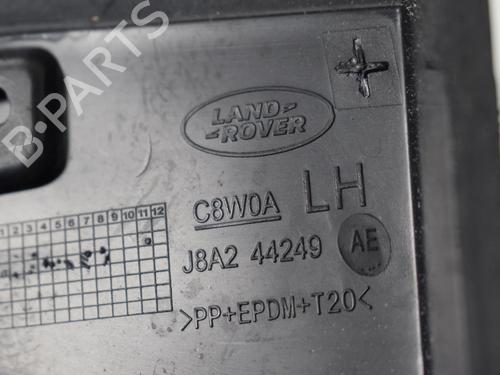 B-PARTS
LAND-
-ROVER
C8W0A LH
J8A2 44249 AE
>PP+EPDM+T20<
1 2 3 4 5 6 7 8 9 10 11 12